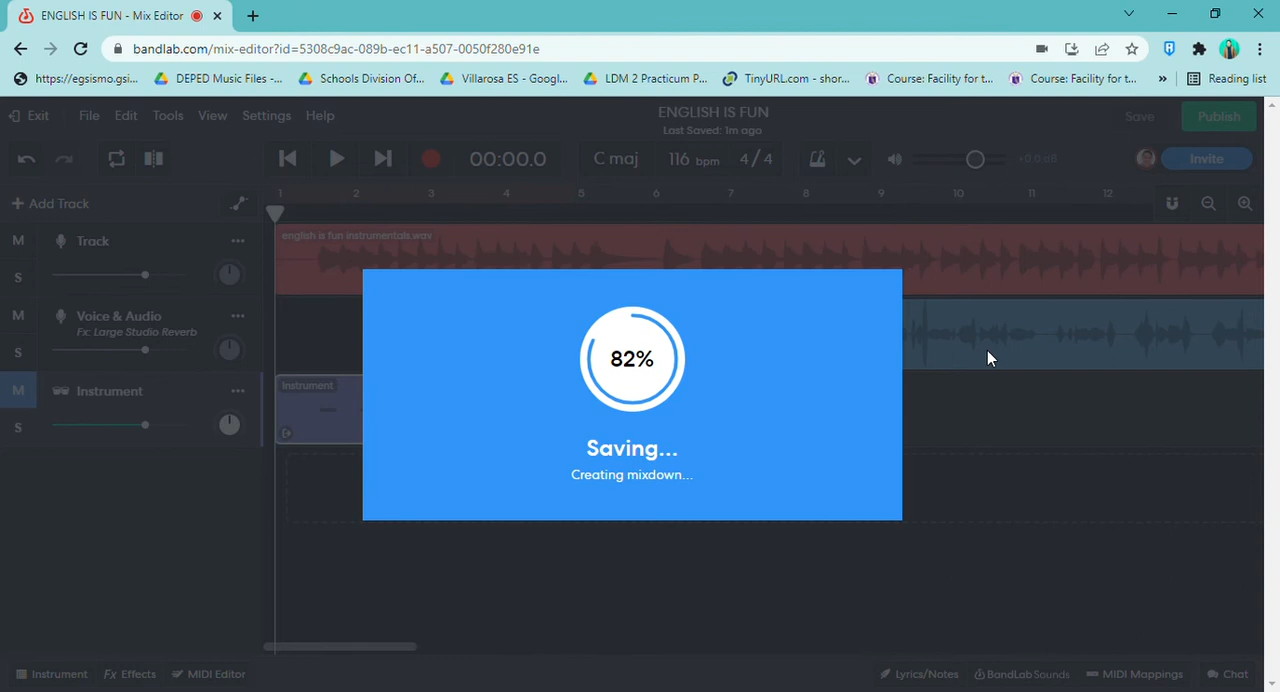 ENGLISH IS FUN - Mix Editor
bandlab.com/mix-editor?id=5308c9ac-089b-ec11-a507-0050f280e91e
https://egsismo.gsi... DEPED Music Files -... Schools Division Of... Villarosa ES - Googl... LDM 2 Practicum P... TinyURL.com - shor... Course: Facility for t... Course: Facility for t... » Reading list
Exit File Edit Tools View Settings Help
ENGLISH IS FUN
Last Saved: 1m ago
Save Publish
00:00.0 C maj 116 bpm 4/4 +0.0 dB Invite
+ Add Track
1 2 3 4 5 6 7 8 9 10 11 12
M Track
S
english is fun instrumentals.wav
M Voice & Audio
Fx: Large Studio Reverb
S
M Instrument
S
Instrument
82%
Saving...
Creating mixdown...
Instrument Fx Effects MIDI Editor Lyrics/Notes BandLab Sounds MIDI Mappings Chat